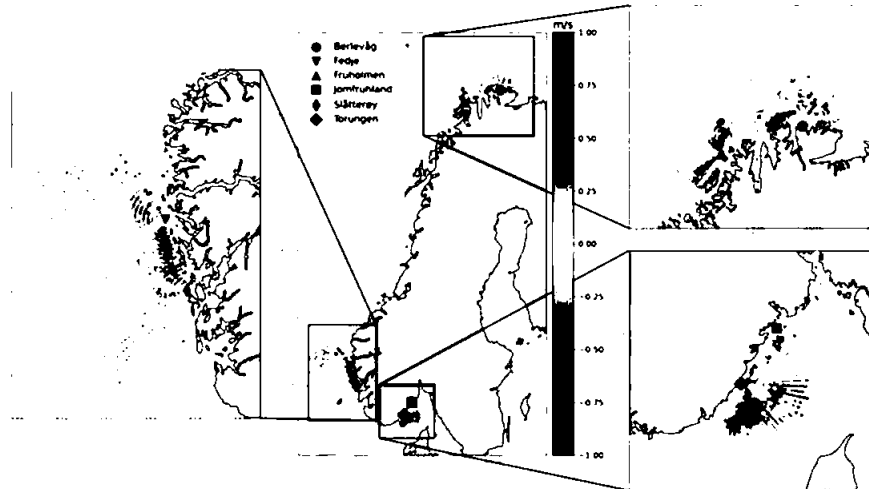 Berlevåg
Fedje
Fruholmen
Jomfruhland
Slåtterøy
Torungen
m/s
1.00
0.75
0.50
0.25
0.00
-0.25
-0.50
-0.75
-1.00